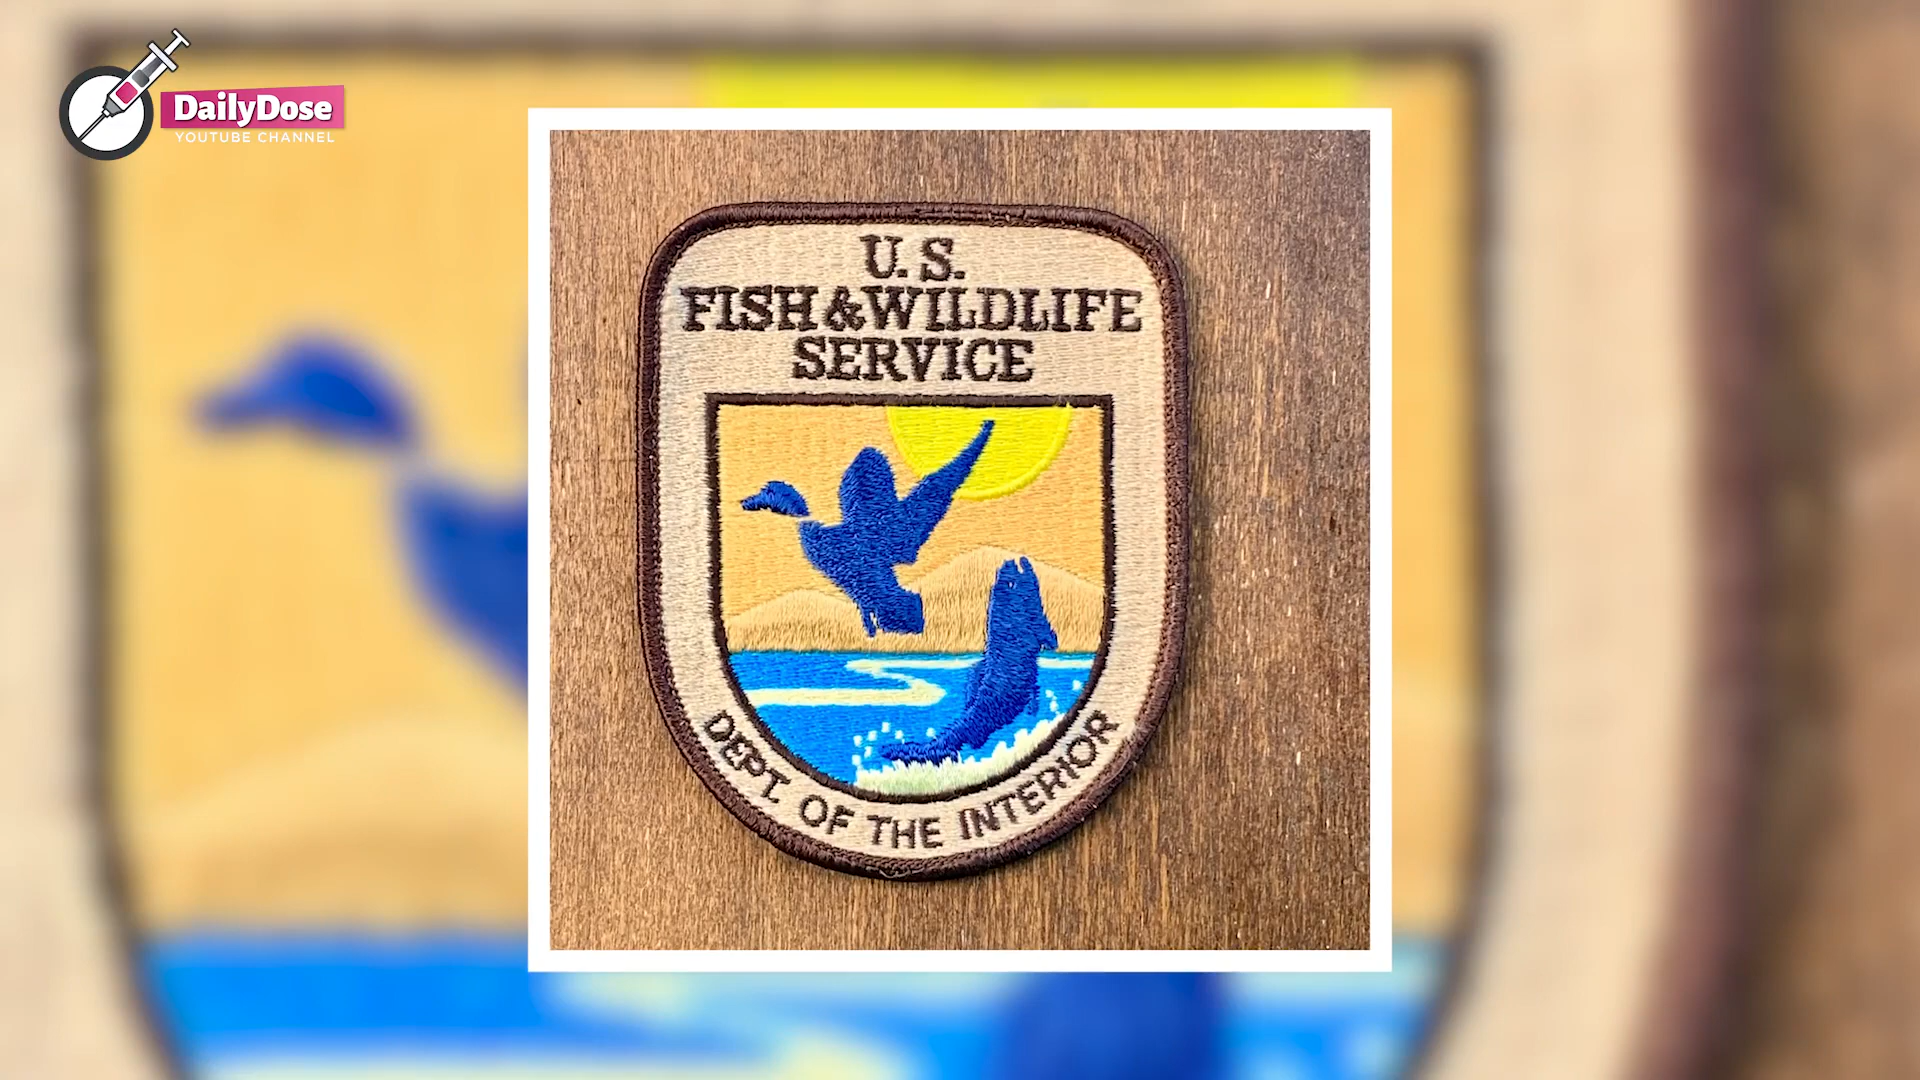 DailyDose
YOUTUBE CHANNEL
U. S.
FISH & WILDLIFE
SERVICE
DEPT. OF THE INTERIOR